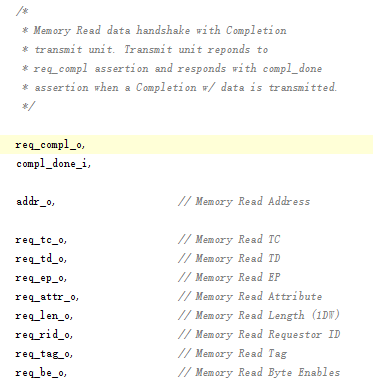 /*
* Memory Read data handshake with Completion
* transmit unit. Transmit unit reponds to
* req_compl assertion and responds with compl_done
* assertion when a Completion w/ data is transmitted.
*/
req_compl_o,
compl_done_i,
addr_o, // Memory Read Address
req_tc_o, // Memory Read TC
req_td_o, // Memory Read TD
req_ep_o, // Memory Read EP
req_attr_o, // Memory Read Attribute
req_len_o, // Memory Read Length (1DW)
req_rid_o, // Memory Read Requestor ID
req_tag_o, // Memory Read Tag
req_be_o, // Memory Read Byte Enables